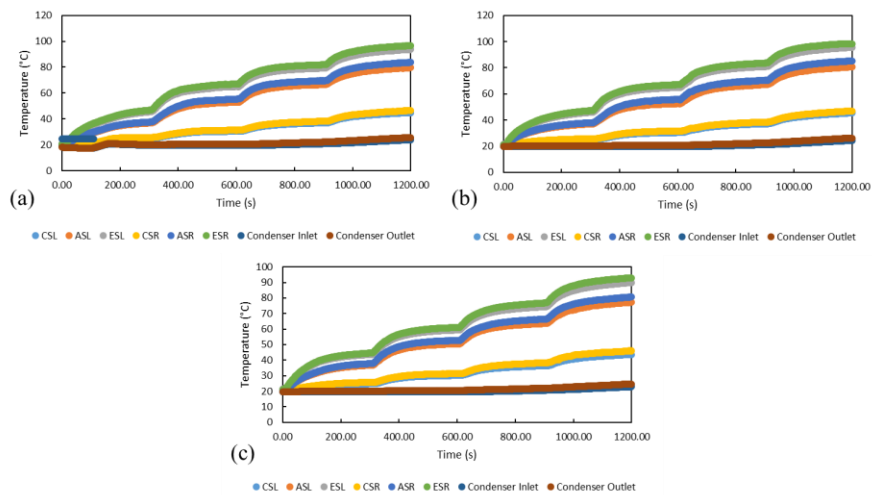 120
100
80
60
40
20
0
Temperature (°C)
0.00 200.00 400.00 600.00 800.00 1000.00 1200.00
Time (s)
(a)
CSL ASL ESL CSR ASR ESR Condenser Inlet Condenser Outlet
120
100
80
60
40
20
0
Temperature (°C)
0.00 200.00 400.00 600.00 800.00 1000.00 1200.00
Time (s)
(b)
CSL ASL ESL CSR ASR ESR Condenser Inlet Condenser Outlet
100
90
80
70
60
50
40
30
20
10
0
Temperature (°C)
0.00 200.00 400.00 600.00 800.00 1000.00 1200.00
Time (s)
(c)
CSL ASL ESL CSR ASR ESR Condenser Inlet Condenser Outlet